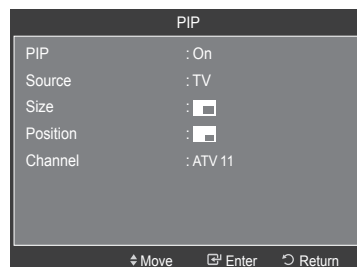 PIP
PIP : On
Source : TV
Size :
Position :
Channel : ATV 11
Move Enter Return